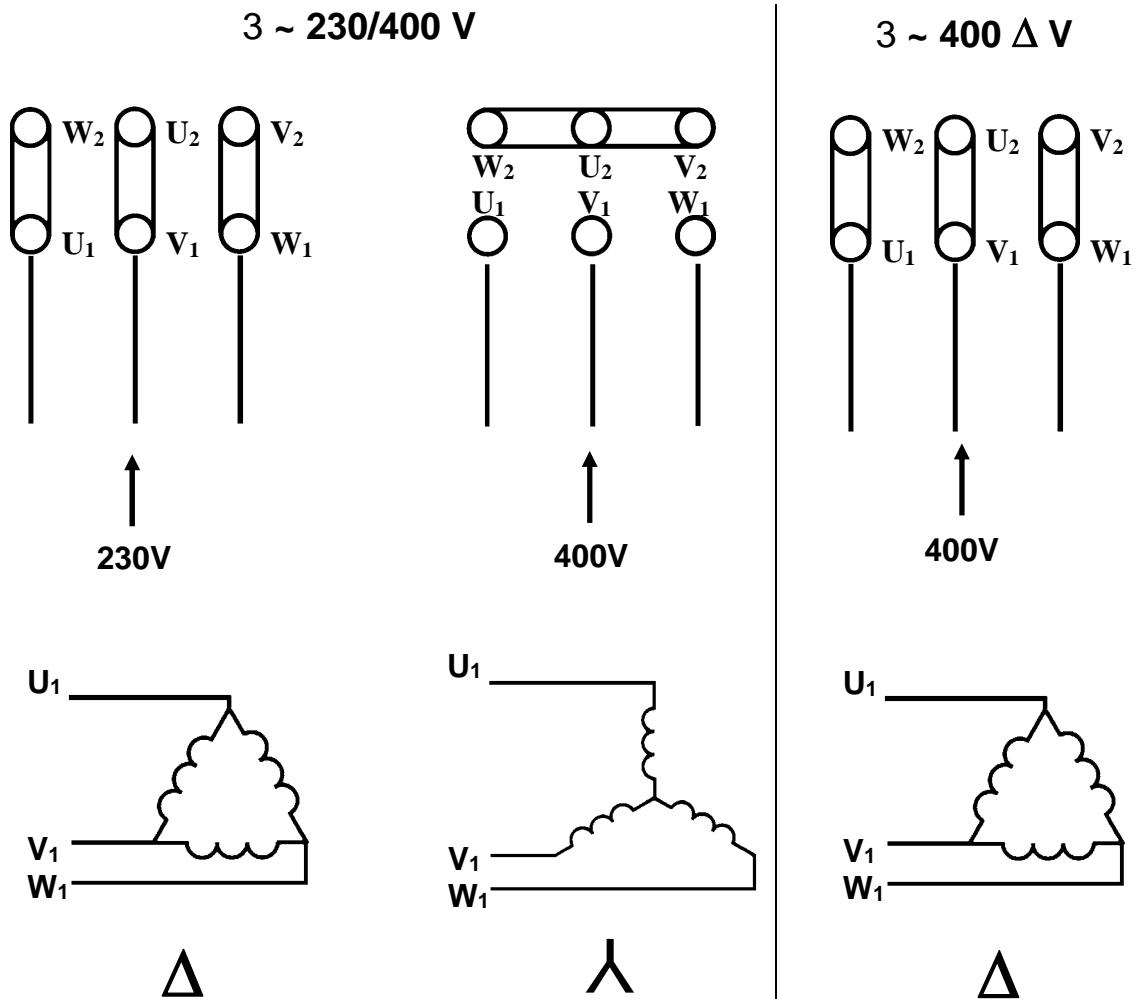 3 ~ 230/400 V
3 ~ 400 Δ V
W₂ U₂ V₂
U₁ V₁ W₁
230V
W₂ U₂ V₂
U₁ V₁ W₁
400V
W₂ U₂ V₂
U₁ V₁ W₁
400V
U₁
V₁
W₁
Δ
U₁
V₁
W₁
U₁
V₁
W₁
Δ